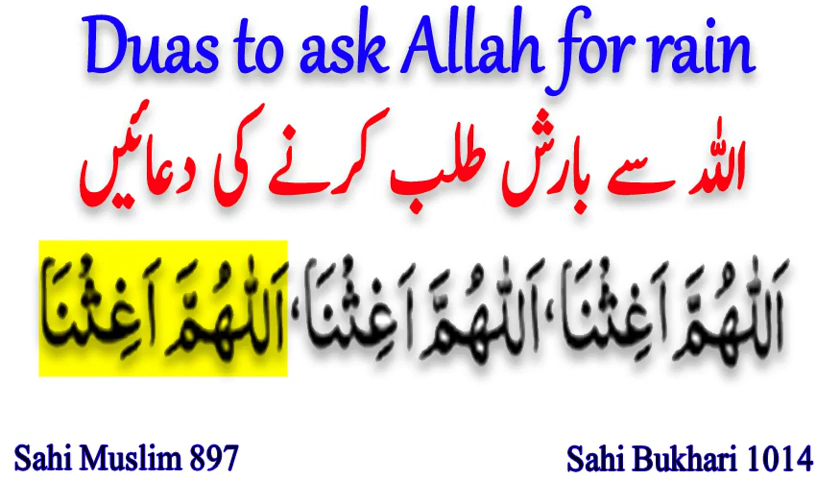 Duas to ask Allah for rain
اللہ سے بارش طلب کرنے کی دعائیں
اَللّٰهُمَّ اَغِثْنَا، اَللّٰهُمَّ اَغِثْنَا، اَللّٰهُمَّ اَغِثْنَا
Sahi Muslim 897 Sahi Bukhari 1014